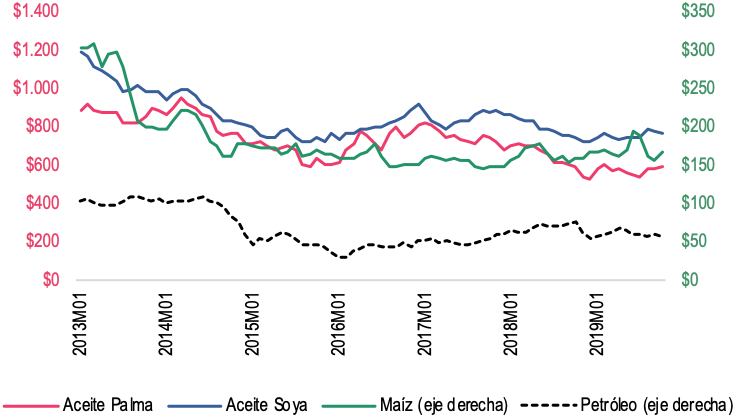 $1.400
$1.200
$1.000
$800
$600
$400
$200
$0
$350
$300
$250
$200
$150
$100
$50
$0
2013M01
2014M01
2015M01
2016M01
2017M01
2018M01
2019M01
Aceite Palma
Aceite Soya
Maíz (eje derecha)
Petróleo (eje derecha)